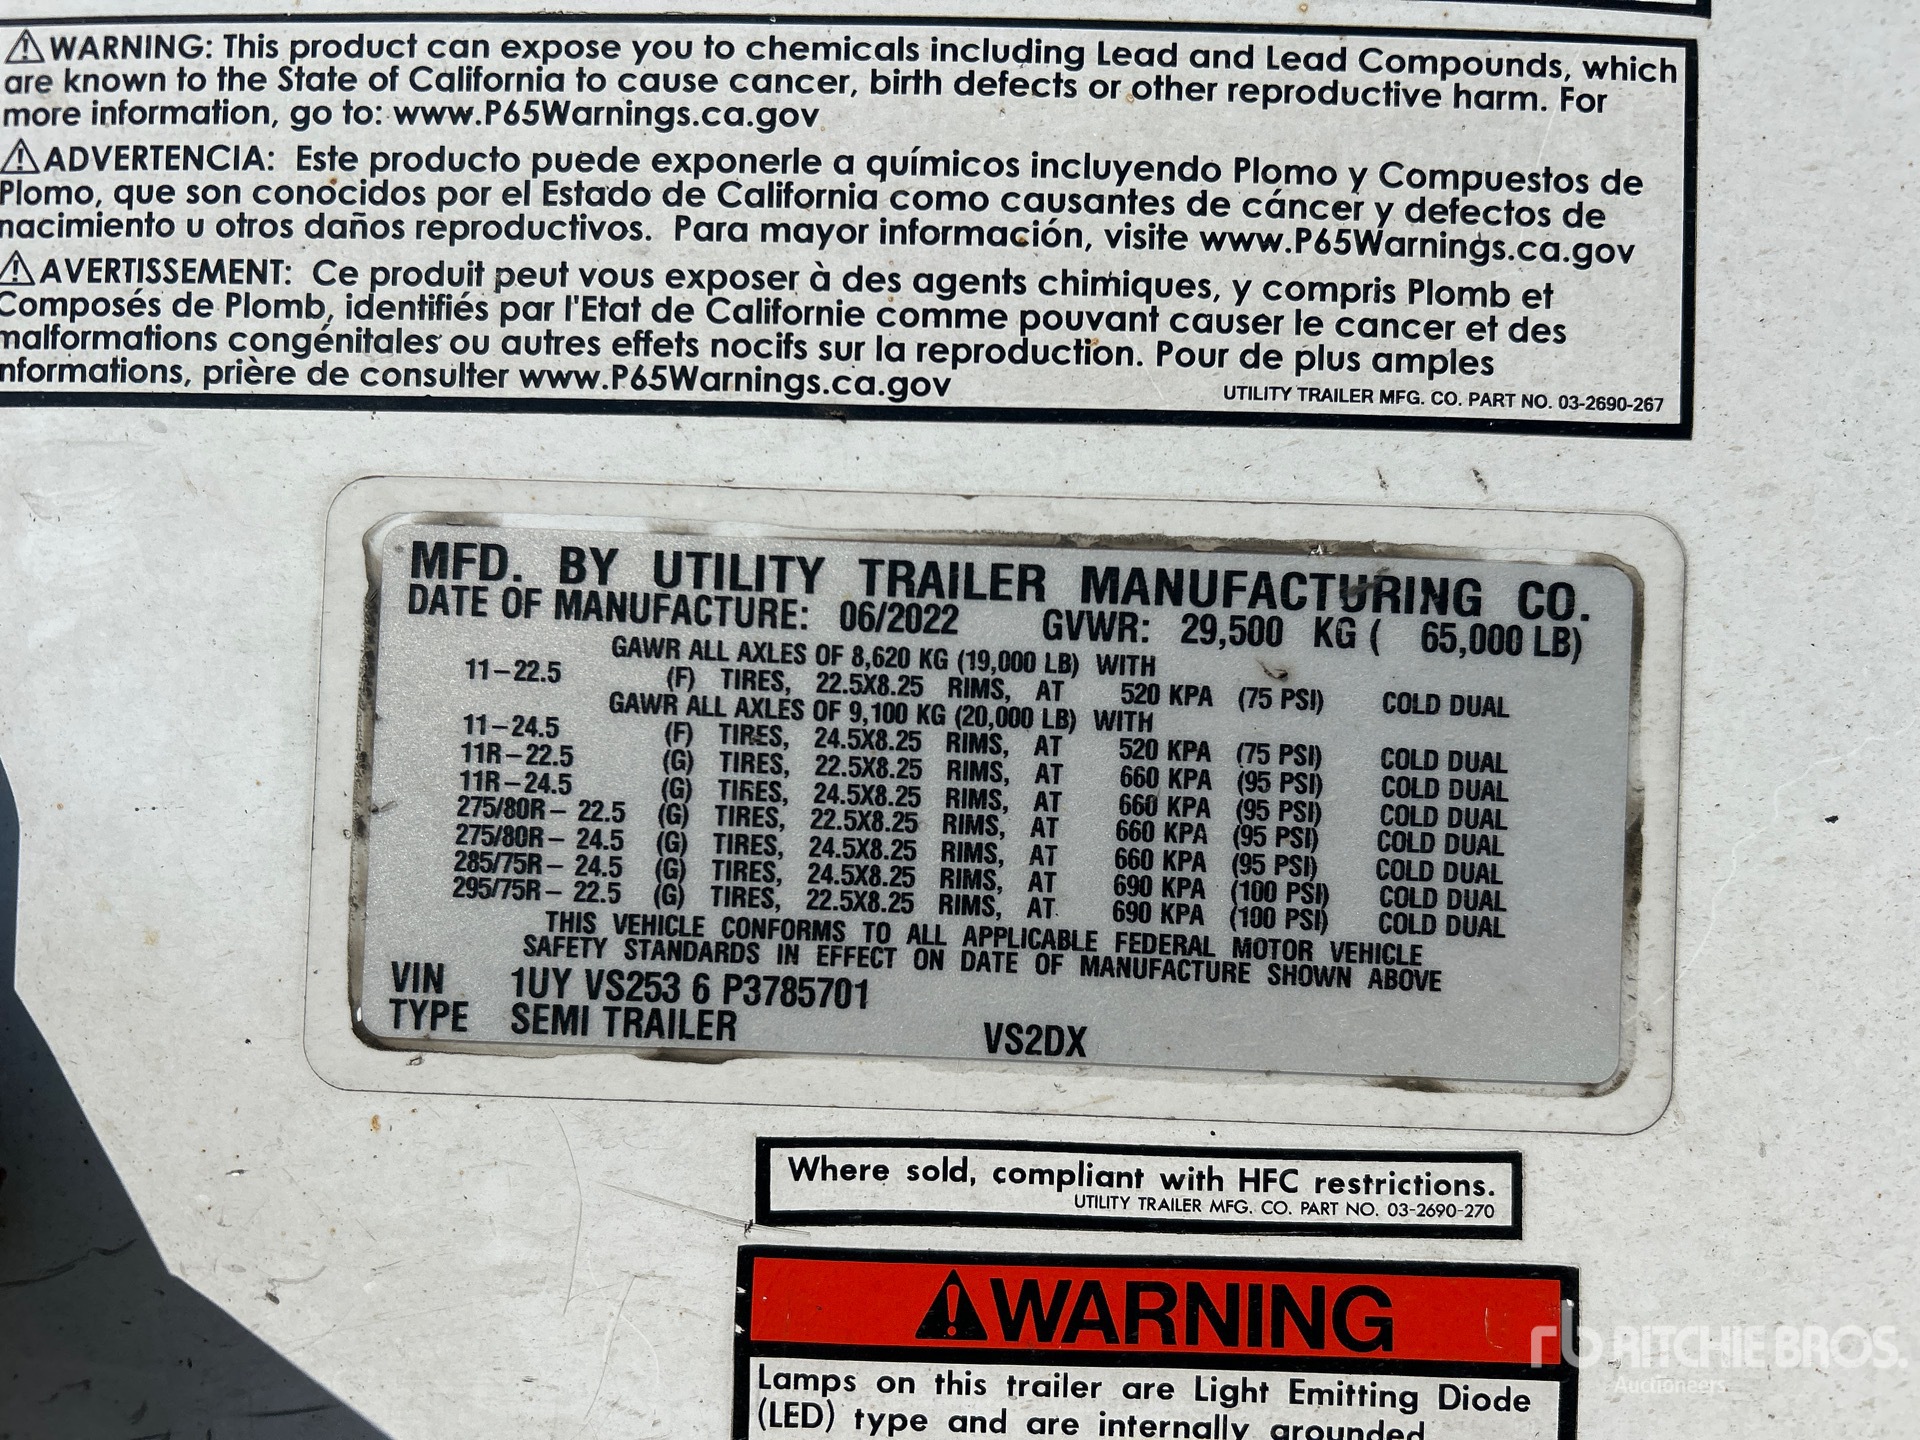 ⚠WARNING: This product can expose you to chemicals including Lead and Lead Compounds, which
are known to the State of California to cause cancer, birth defects or other reproductive harm. For
more information, go to: www.P65Warnings.ca.gov
⚠ADVERTENCIA: Este producto puede exponerle a químicos incluyendo Plomo y Compuestos de
Plomo, que son conocidos por el Estado de California como causantes de cáncer y defectos de
nacimiento u otros daños reproductivos. Para mayor información, visite www.P65Warnings.ca.gov
⚠AVERTISSEMENT: Ce produit peut vous exposer à des agents chimiques, y compris Plomb et
Composés de Plomb, identifiés par l'Etat de Californie comme pouvant causer le cancer et des
malformations congénitales ou autres effets nocifs sur la reproduction. Pour de plus amples
nformations, prière de consulter www.P65Warnings.ca.gov
UTILITY TRAILER MFG. CO. PART NO. 03-2690-267
MFD. BY UTILITY TRAILER MANUFACTURING CO.
DATE OF MANUFACTURE: 06/2022 GVWR: 29,500 KG ( 65,000 LB)
GAWR ALL AXLES OF 8,620 KG (19,000 LB) WITH
11-22.5 (F) TIRES, 22.5X8.25 RIMS, AT 520 KPA (75 PSI) COLD DUAL
GAWR ALL AXLES OF 9,100 KG (20,000 LB) WITH
11-24.5 (F) TIRES, 24.5X8.25 RIMS, AT 520 KPA (75 PSI) COLD DUAL
11R-22.5 (G) TIRES, 22.5X8.25 RIMS, AT 660 KPA (95 PSI) COLD DUAL
11R-24.5 (G) TIRES, 24.5X8.25 RIMS, AT 660 KPA (95 PSI) COLD DUAL
275/80R- 22.5 (G) TIRES, 22.5X8.25 RIMS, AT 660 KPA (95 PSI) COLD DUAL
275/80R- 24.5 (G) TIRES, 24.5X8.25 RIMS, AT 660 KPA (95 PSI) COLD DUAL
285/75R- 24.5 (G) TIRES, 24.5X8.25 RIMS, AT 690 KPA (100 PSI) COLD DUAL
295/75R- 22.5 (G) TIRES, 22.5X8.25 RIMS, AT 690 KPA (100 PSI) COLD DUAL
THIS VEHICLE CONFORMS TO ALL APPLICABLE FEDERAL MOTOR VEHICLE
SAFETY STANDARDS IN EFFECT ON DATE OF MANUFACTURE SHOWN ABOVE
VIN 1UY VS253 6 P3785701
TYPE SEMI TRAILER VS2DX
Where sold, compliant with HFC restrictions.
UTILITY TRAILER MFG. CO. PART NO. 03-2690-270
⚠WARNING
Lamps on this trailer are Light Emitting Diode
(LED) type and are internally grounded
rb RITCHIE BROS.
Auctioneers